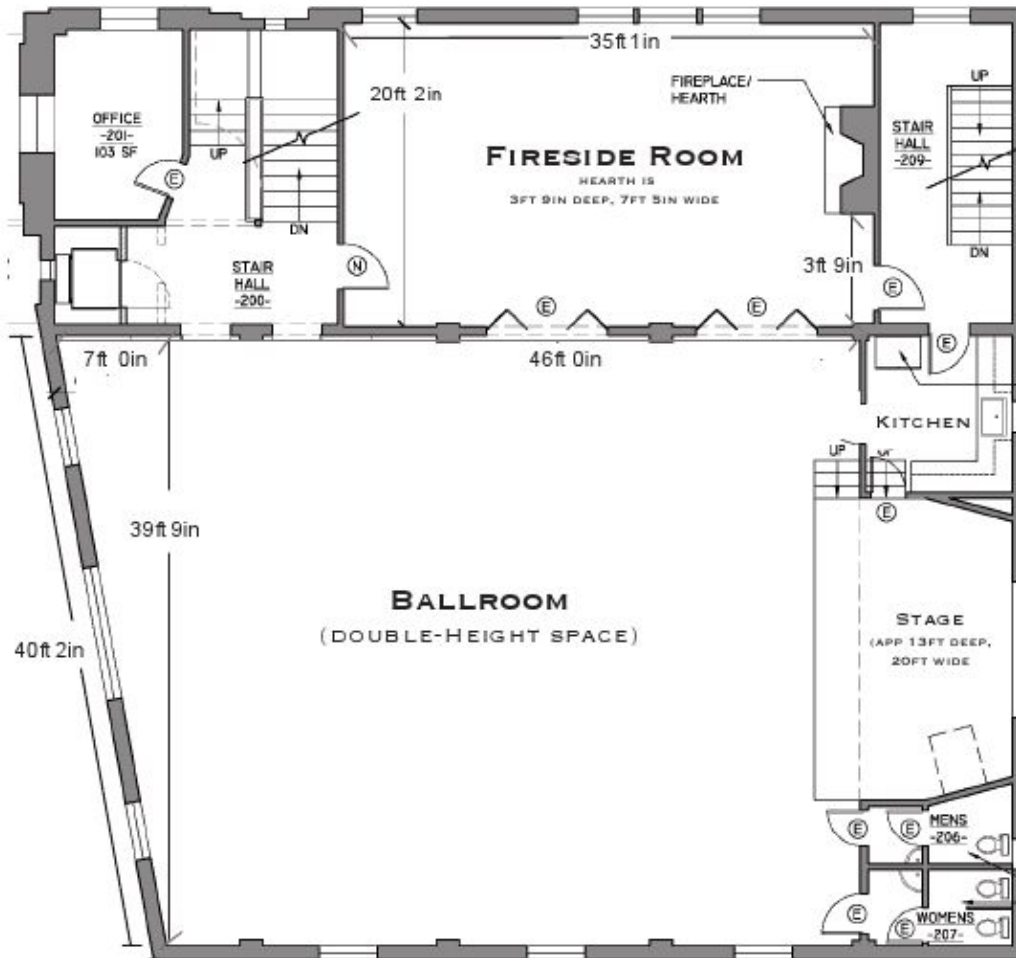 35ft 1in
20ft 2in
FIREPLACE/
HEARTH
UP
OFFICE
-201-
103 SF
UP
E
FIRESIDE ROOM
HEARTH IS
3FT 9IN DEEP, 7FT 5IN WIDE
STAIR
HALL
-209-
DN
DN
STAIR
HALL
-200-
N
3ft 9in
E
E
E
E
7ft 0in
46ft 0in
KITCHEN
UP
E
39ft 9in
BALLROOM
(DOUBLE-HEIGHT SPACE)
40ft 2in
STAGE
(APP 13FT DEEP,
20FT WIDE
E
E
MENS
-206-
E
E
WOMENS
-207-